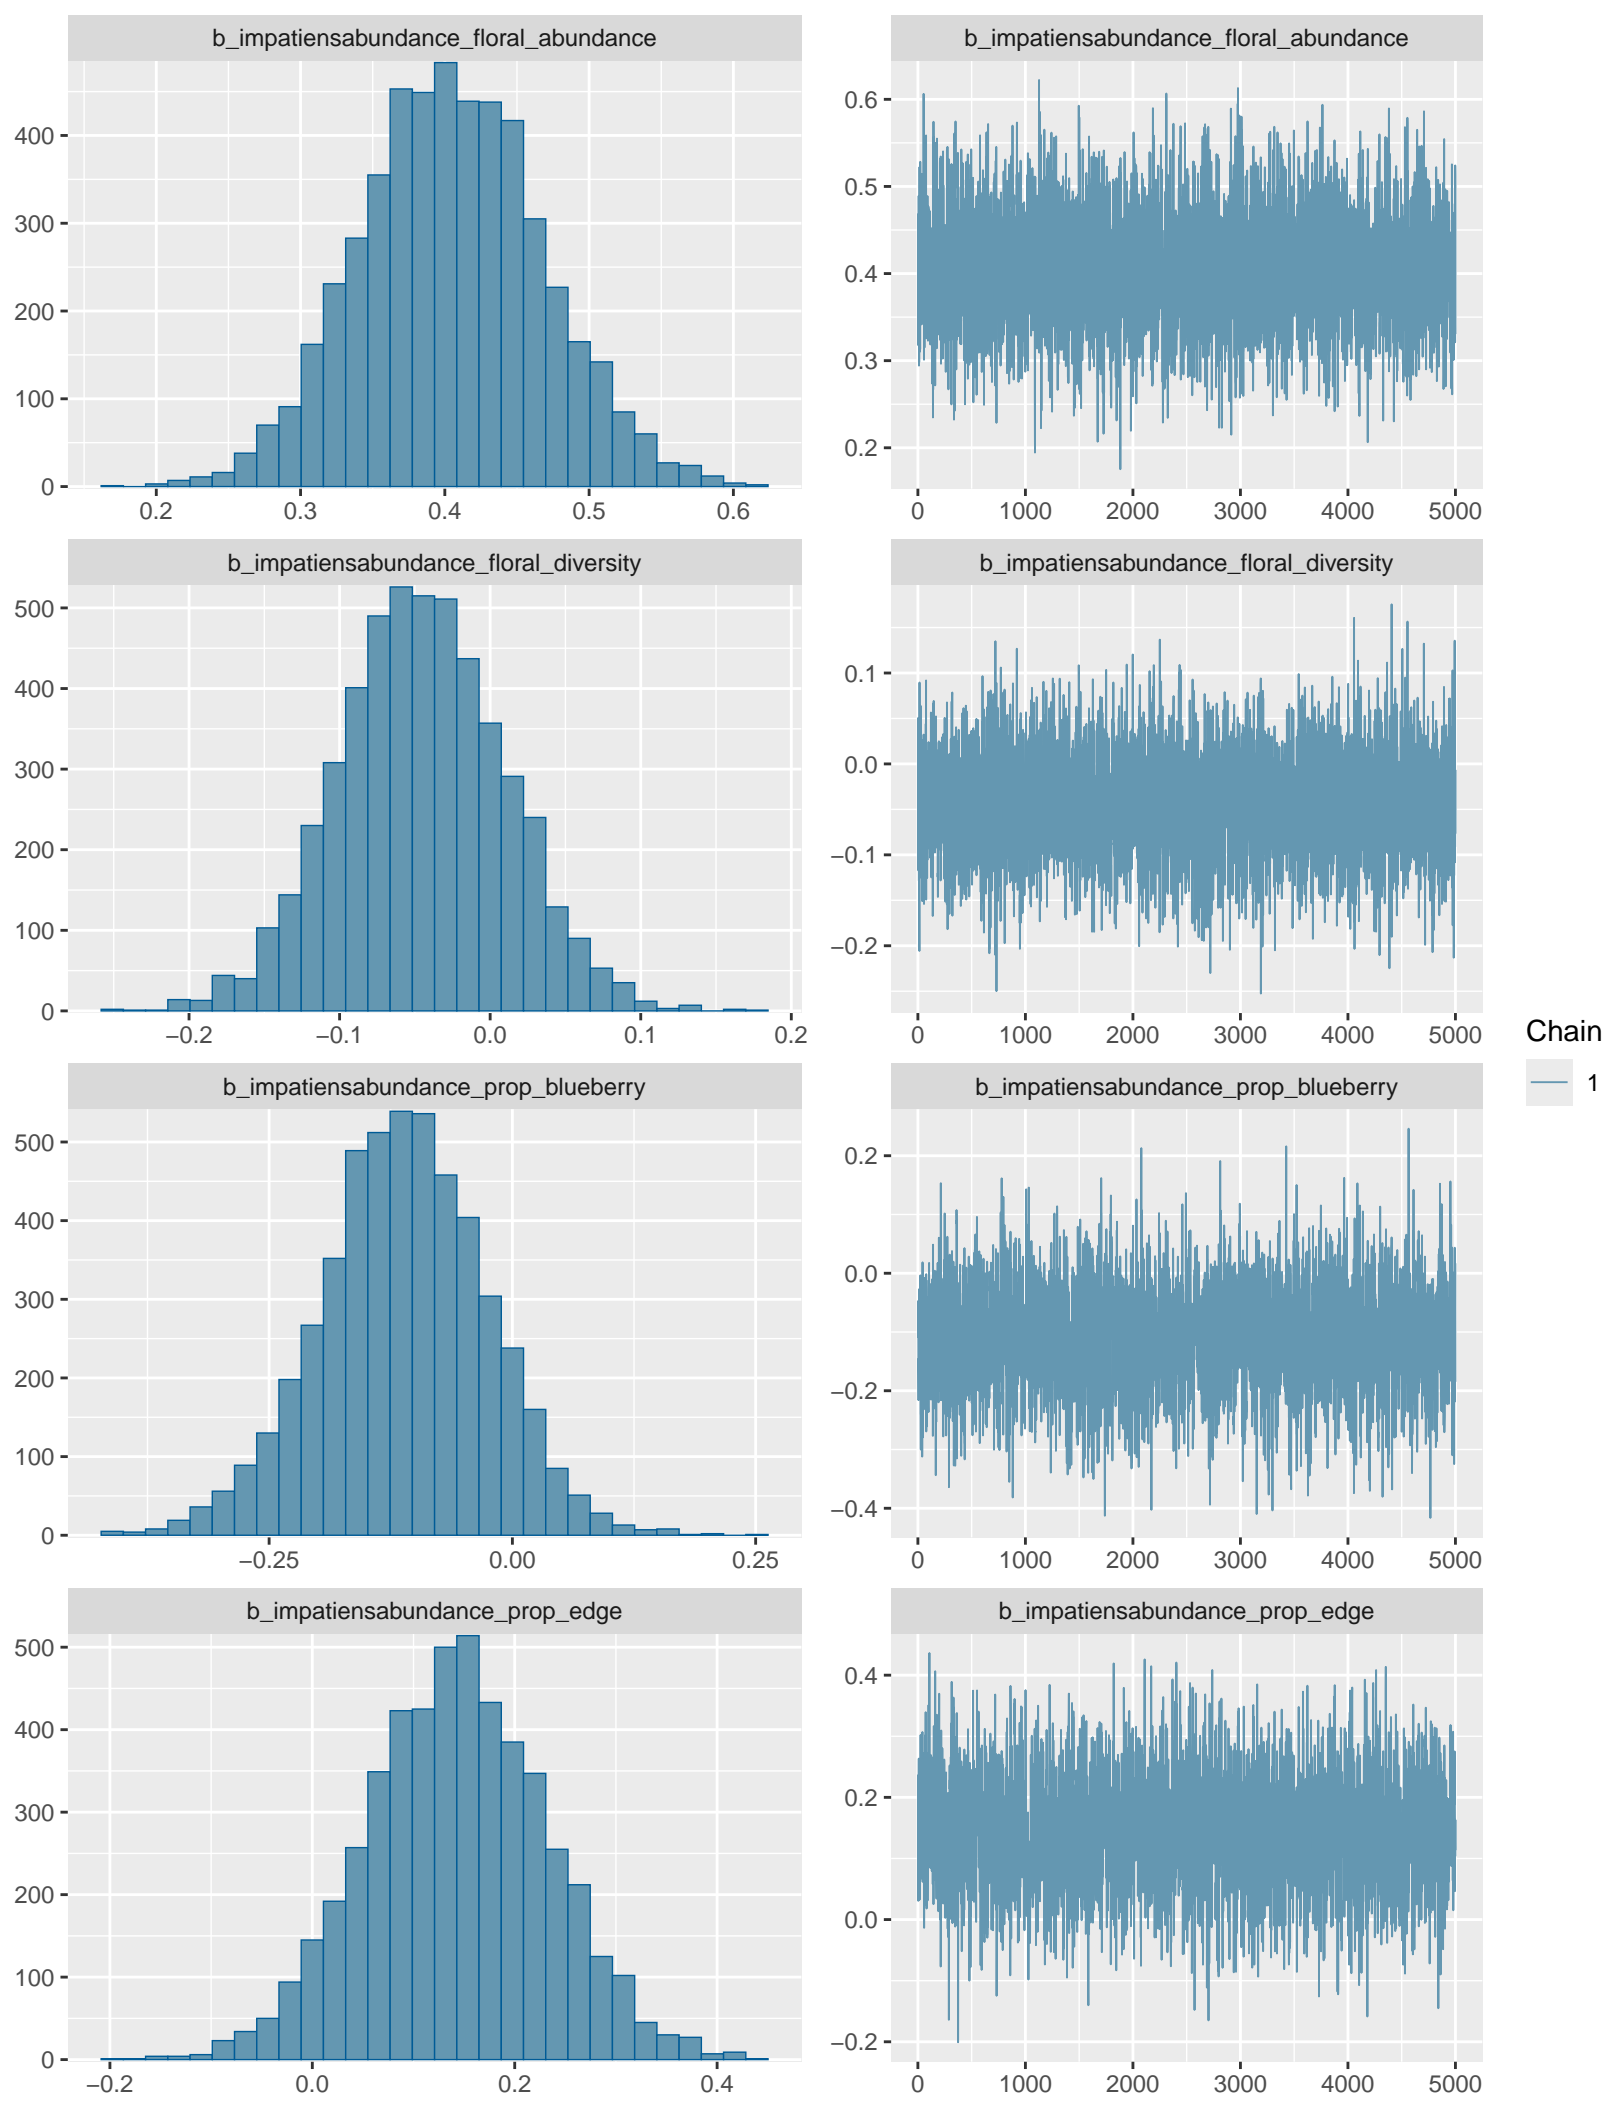 b_impatiensabundance_floral_abundance
400
300
200
100
0
0.2 0.3 0.4 0.5 0.6
b_impatiensabundance_floral_abundance
0.6
0.5
0.4
0.3
0.2
0 1000 2000 3000 4000 5000
b_impatiensabundance_floral_diversity
500
400
300
200
100
0
−0.2 −0.1 0.0 0.1 0.2
b_impatiensabundance_floral_diversity
0.1
0.0
−0.1
−0.2
0 1000 2000 3000 4000 5000
b_impatiensabundance_prop_blueberry
500
400
300
200
100
0
−0.25 0.00 0.25
b_impatiensabundance_prop_blueberry
0.2
0.0
−0.2
−0.4
0 1000 2000 3000 4000 5000
b_impatiensabundance_prop_edge
500
400
300
200
100
0
−0.2 0.0 0.2 0.4
b_impatiensabundance_prop_edge
0.4
0.2
0.0
−0.2
0 1000 2000 3000 4000 5000
Chain
1